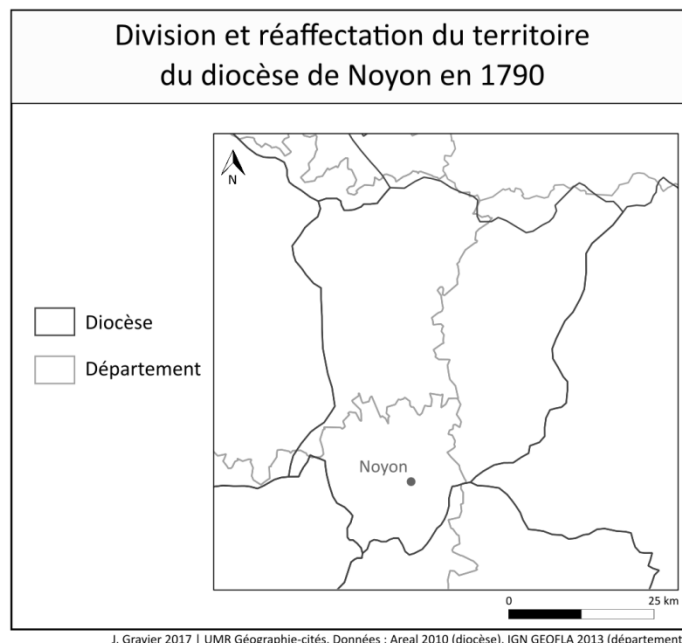 Division et réaffectation du territoire
du diocèse de Noyon en 1790
N
Diocèse
Département
Noyon
0 25 km
J. Gravier 2017 | UMR Géographie-cités. Données : Areal 2010 (diocèse), IGN GEOFLA 2013 (département